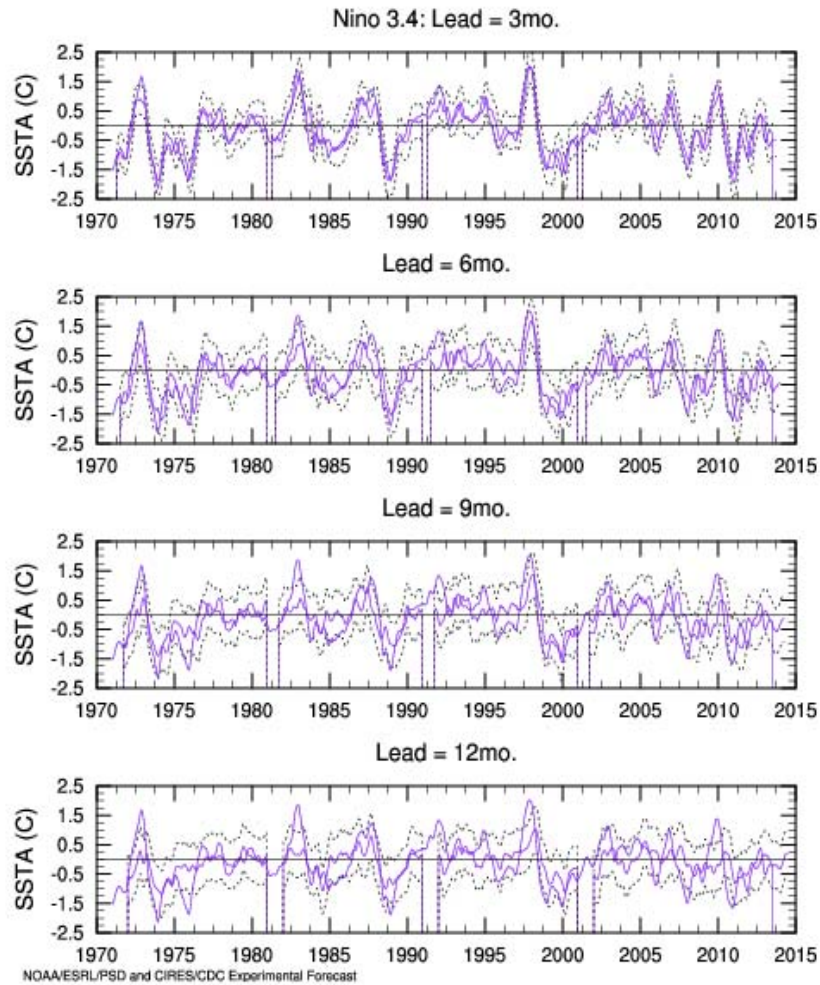 Nino 3.4: Lead = 3mo.
SSTA (C)
2.5
1.5
0.5
-0.5
-1.5
-2.5
1970 1975 1980 1985 1990 1995 2000 2005 2010 2015
Lead = 6mo.
SSTA (C)
2.5
1.5
0.5
-0.5
-1.5
-2.5
1970 1975 1980 1985 1990 1995 2000 2005 2010 2015
Lead = 9mo.
SSTA (C)
2.5
1.5
0.5
-0.5
-1.5
-2.5
1970 1975 1980 1985 1990 1995 2000 2005 2010 2015
Lead = 12mo.
SSTA (C)
2.5
1.5
0.5
-0.5
-1.5
-2.5
1970 1975 1980 1985 1990 1995 2000 2005 2010 2015
NOAA/ESRL/PSD and CIRES/CDC Experimental Forecast